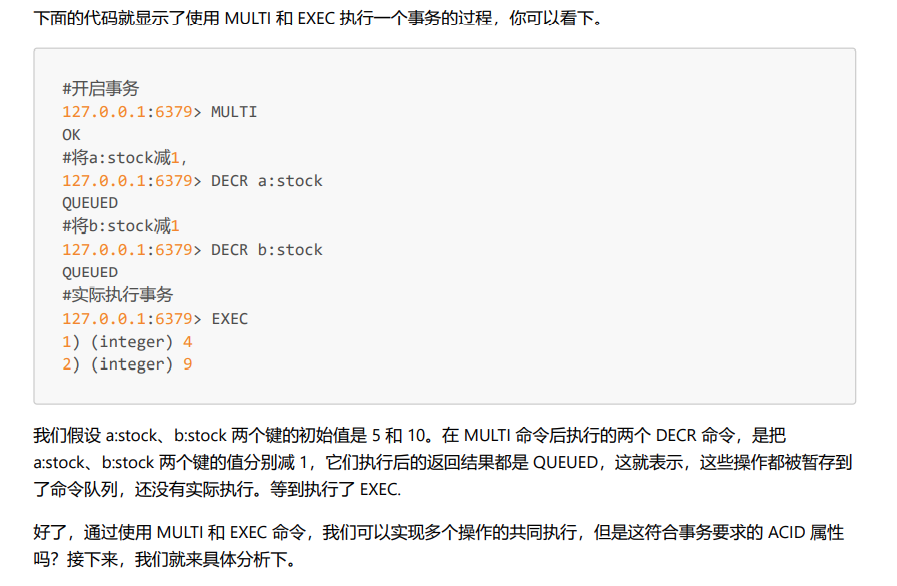 下面的代码就显示了使用 MULTI 和 EXEC 执行一个事务的过程，你可以看下。
#开启事务
127.0.0.1:6379> MULTI
OK
#将a:stock减1,
127.0.0.1:6379> DECR a:stock
QUEUED
#将b:stock减1
127.0.0.1:6379> DECR b:stock
QUEUED
#实际执行事务
127.0.0.1:6379> EXEC
1) (integer) 4
2) (integer) 9
我们假设 a:stock、b:stock 两个键的初始值是 5 和 10。在 MULTI 命令后执行的两个 DECR 命令，是把
a:stock、b:stock 两个键的值分别减 1，它们执行后的返回结果都是 QUEUED，这就表示，这些操作都被暂存到
了命令队列，还没有实际执行。等到执行了 EXEC.
好了，通过使用 MULTI 和 EXEC 命令，我们可以实现多个操作的共同执行，但是这符合事务要求的 ACID 属性
吗？接下来，我们就来具体分析下。